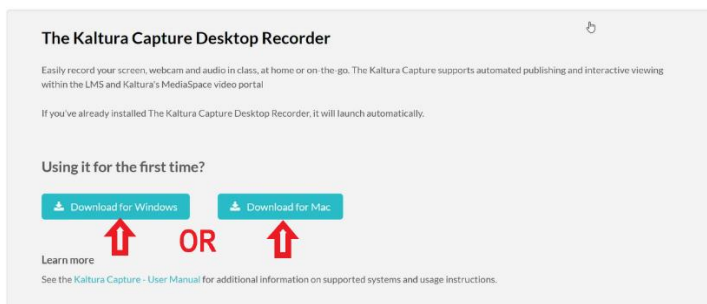 The Kaltura Capture Desktop Recorder
Easily record your screen, webcam and audio in class, at home or on-the-go. The Kaltura Capture supports automated publishing and interactive viewing
within the LMS and Kaltura's MediaSpace video portal
If you've already installed The Kaltura Capture Desktop Recorder, it will launch automatically.
Using it for the first time?
Download for Windows
OR
Download for Mac
Learn more
See the Kaltura Capture - User Manual for additional information on supported systems and usage instructions.